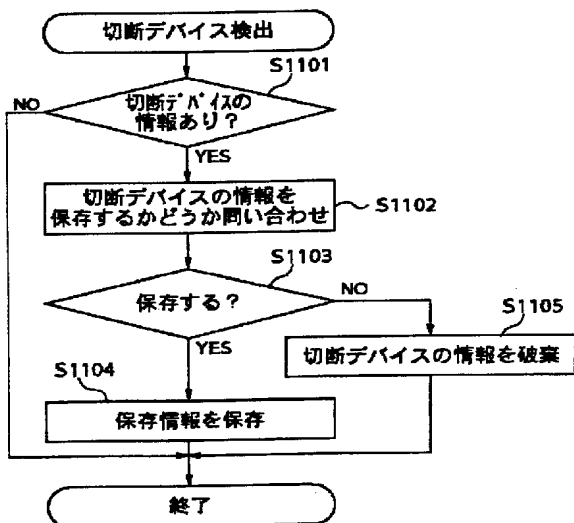 切断デバイス検出
S1101
切断ﾃﾞﾊﾞｲｽの
情報あり？
NO
YES
切断デバイスの情報を
保存するかどうか問い合わせ
S1102
S1103
保存する？
NO
YES
S1105
切断デバイスの情報を破棄
S1104
保存情報を保存
終了